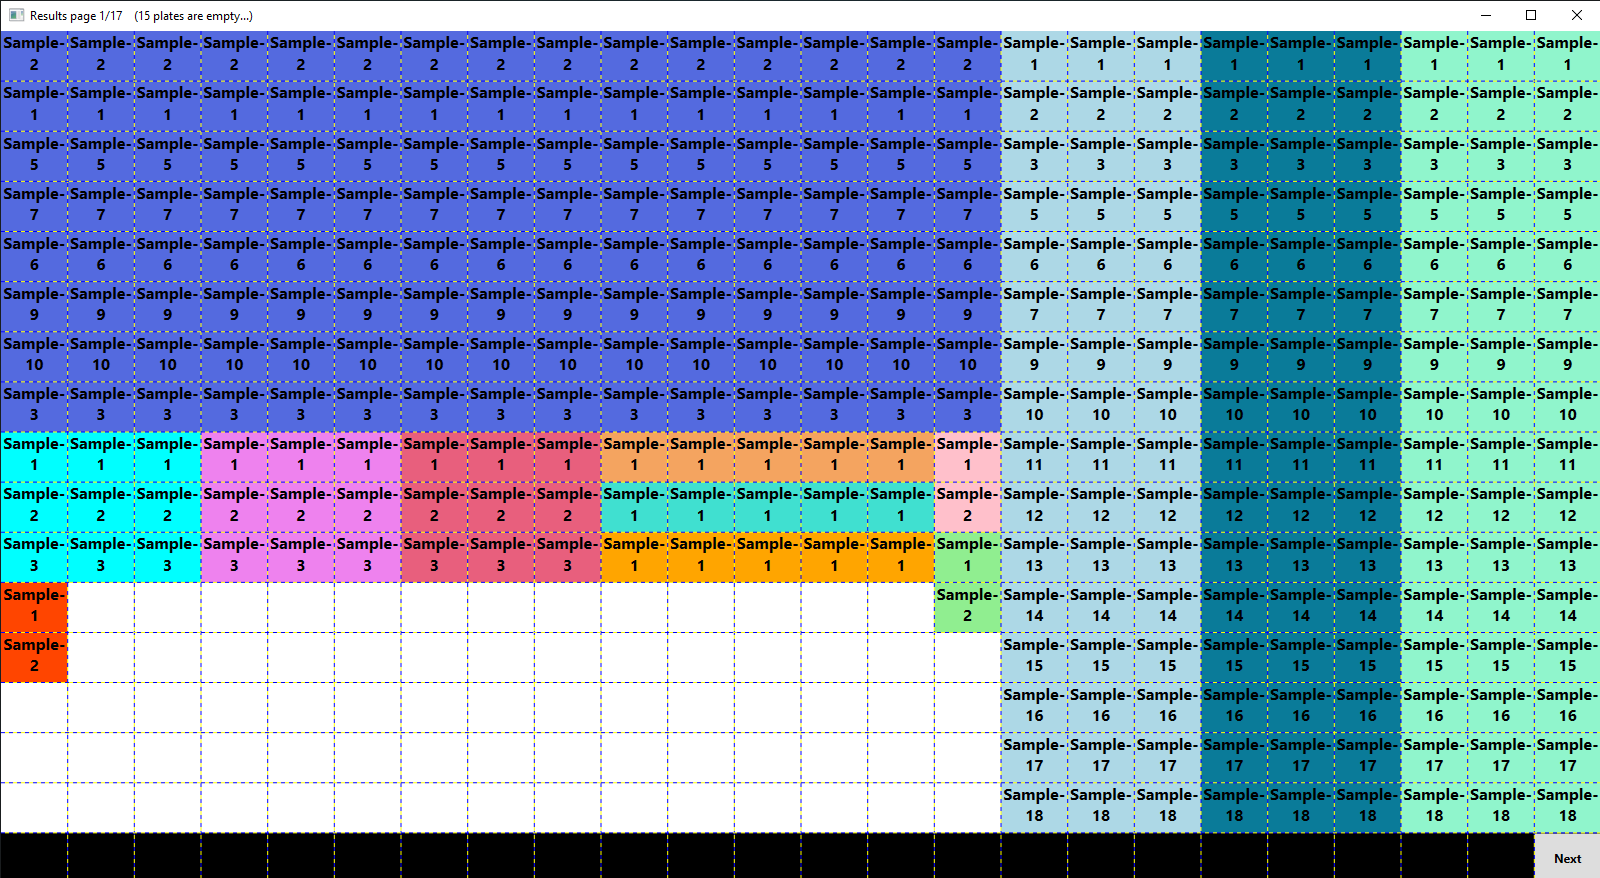 Results page 1/17 (15 plates are empty...)
Sample- Sample- Sample- Sample- Sample- Sample- Sample- Sample- Sample- Sample- Sample- Sample- Sample- Sample- Sample- Sample- Sample- Sample- Sample- Sample- Sample- Sample- Sample- Sample-
2 2 2 2 2 2 2 2 2 2 2 2 2 2 2 1 1 1 1 1 1 1 1 1
Sample- Sample- Sample- Sample- Sample- Sample- Sample- Sample- Sample- Sample- Sample- Sample- Sample- Sample- Sample- Sample- Sample- Sample- Sample- Sample- Sample- Sample- Sample- Sample-
1 1 1 1 1 1 1 1 1 1 1 1 1 1 1 2 2 2 2 2 2 2 2 2
Sample- Sample- Sample- Sample- Sample- Sample- Sample- Sample- Sample- Sample- Sample- Sample- Sample- Sample- Sample- Sample- Sample- Sample- Sample- Sample- Sample- Sample- Sample- Sample-
5 5 5 5 5 5 5 5 5 5 5 5 5 5 5 3 3 3 3 3 3 3 3 3
Sample- Sample- Sample- Sample- Sample- Sample- Sample- Sample- Sample- Sample- Sample- Sample- Sample- Sample- Sample- Sample- Sample- Sample- Sample- Sample- Sample- Sample- Sample- Sample-
7 7 7 7 7 7 7 7 7 7 7 7 7 7 7 5 5 5 5 5 5 5 5 5
Sample- Sample- Sample- Sample- Sample- Sample- Sample- Sample- Sample- Sample- Sample- Sample- Sample- Sample- Sample- Sample- Sample- Sample- Sample- Sample- Sample- Sample- Sample- Sample-
6 6 6 6 6 6 6 6 6 6 6 6 6 6 6 6 6 6 6 6 6 6 6 6
Sample- Sample- Sample- Sample- Sample- Sample- Sample- Sample- Sample- Sample- Sample- Sample- Sample- Sample- Sample- Sample- Sample- Sample- Sample- Sample- Sample- Sample- Sample- Sample-
9 9 9 9 9 9 9 9 9 9 9 9 9 9 9 7 7 7 7 7 7 7 7 7
Sample- Sample- Sample- Sample- Sample- Sample- Sample- Sample- Sample- Sample- Sample- Sample- Sample- Sample- Sample- Sample- Sample- Sample- Sample- Sample- Sample- Sample- Sample- Sample-
10 10 10 10 10 10 10 10 10 10 10 10 10 10 10 9 9 9 9 9 9 9 9 9
Sample- Sample- Sample- Sample- Sample- Sample- Sample- Sample- Sample- Sample- Sample- Sample- Sample- Sample- Sample- Sample- Sample- Sample- Sample- Sample- Sample- Sample- Sample- Sample-
3 3 3 3 3 3 3 3 3 3 3 3 3 3 3 10 10 10 10 10 10 10 10 10
Sample- Sample- Sample- Sample- Sample- Sample- Sample- Sample- Sample- Sample- Sample- Sample- Sample- Sample- Sample- Sample- Sample- Sample- Sample- Sample- Sample- Sample- Sample- Sample-
1 1 1 1 1 1 1 1 1 1 1 1 1 1 1 11 11 11 11 11 11 11 11 11
Sample- Sample- Sample- Sample- Sample- Sample- Sample- Sample- Sample- Sample- Sample- Sample- Sample- Sample- Sample- Sample- Sample- Sample- Sample- Sample- Sample- Sample- Sample- Sample-
2 2 2 2 2 2 2 2 2 1 1 1 1 1 2 12 12 12 12 12 12 12 12 12
Sample- Sample- Sample- Sample- Sample- Sample- Sample- Sample- Sample- Sample- Sample- Sample- Sample- Sample- Sample- Sample- Sample- Sample- Sample- Sample- Sample- Sample- Sample- Sample-
3 3 3 3 3 3 3 3 3 1 1 1 1 1 1 13 13 13 13 13 13 13 13 13
Sample- Sample- Sample- Sample- Sample- Sample- Sample- Sample- Sample- Sample- Sample-
1 2 14 14 14 14 14 14 14 14 14
Sample- Sample- Sample- Sample- Sample- Sample- Sample- Sample- Sample- Sample-
2 15 15 15 15 15 15 15 15 15
Sample- Sample- Sample- Sample- Sample- Sample- Sample- Sample- Sample-
16 16 16 16 16 16 16 16 16
Sample- Sample- Sample- Sample- Sample- Sample- Sample- Sample- Sample-
17 17 17 17 17 17 17 17 17
Sample- Sample- Sample- Sample- Sample- Sample- Sample- Sample- Sample-
18 18 18 18 18 18 18 18 18
Next